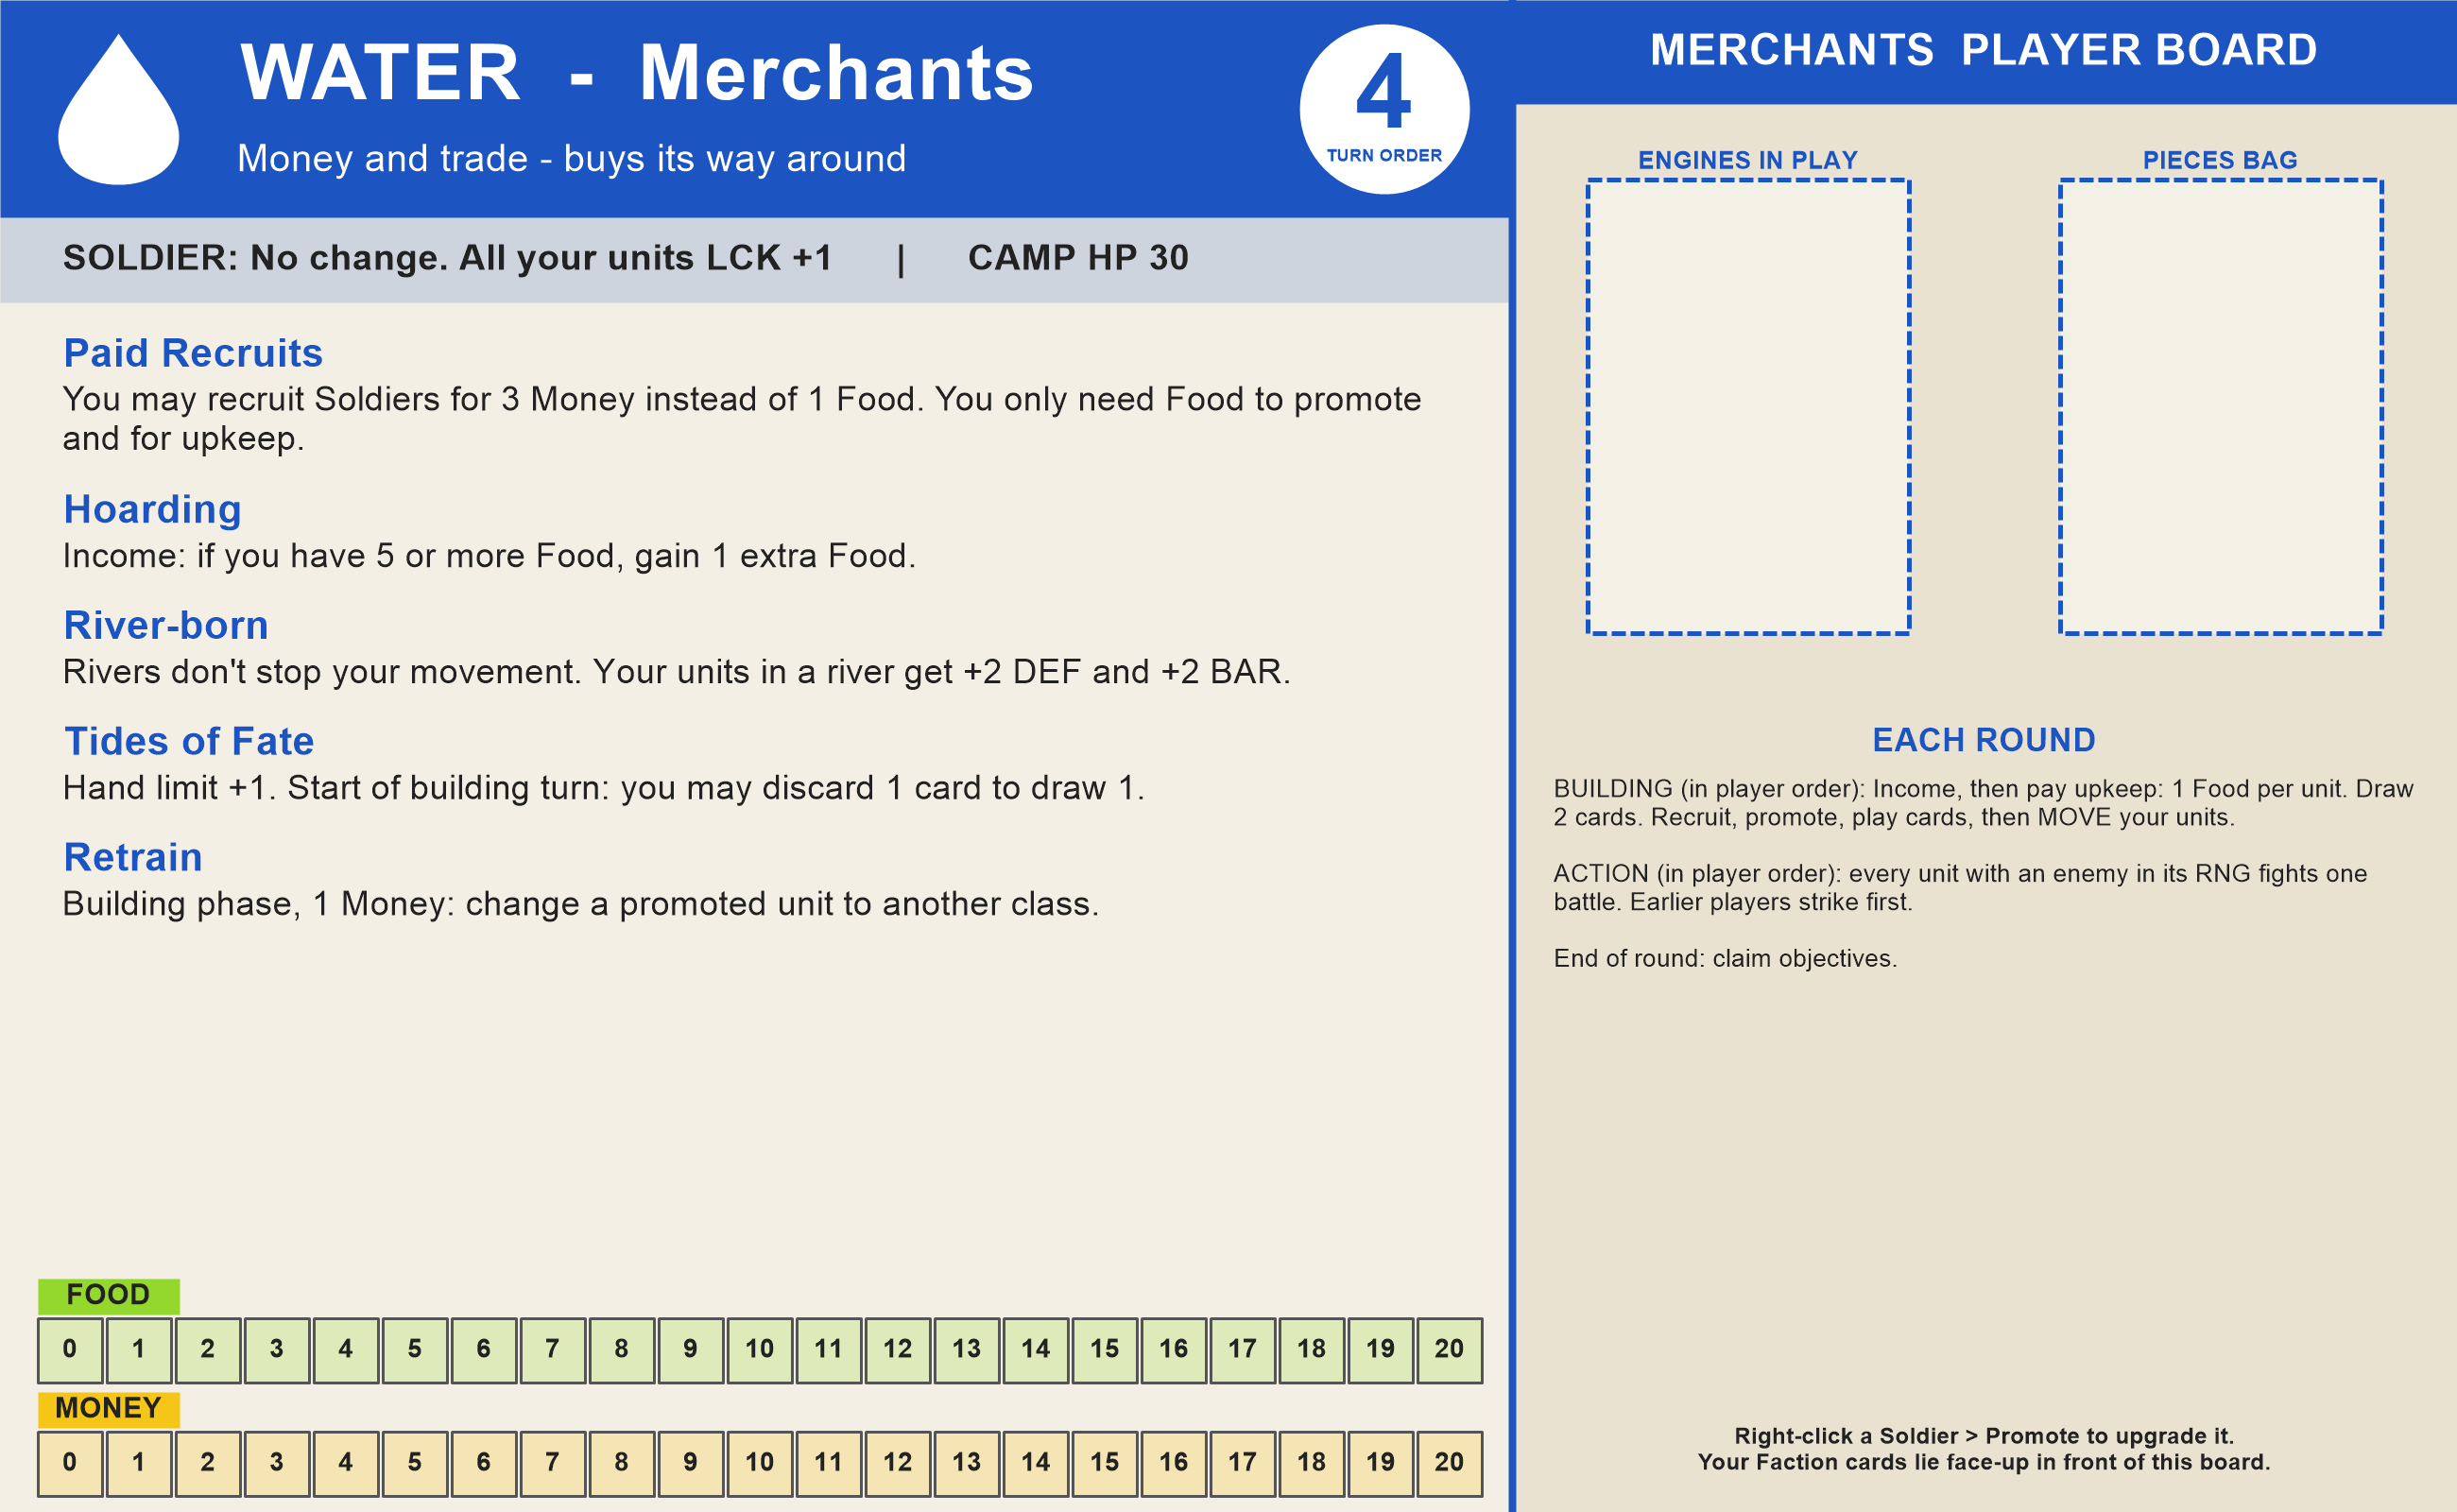 WATER - Merchants
Money and trade - buys its way around
4
TURN ORDER
SOLDIER: No change. All your units LCK +1 | CAMP HP 30
Paid Recruits
You may recruit Soldiers for 3 Money instead of 1 Food. You only need Food to promote
and for upkeep.
Hoarding
Income: if you have 5 or more Food, gain 1 extra Food.
River-born
Rivers don't stop your movement. Your units in a river get +2 DEF and +2 BAR.
Tides of Fate
Hand limit +1. Start of building turn: you may discard 1 card to draw 1.
Retrain
Building phase, 1 Money: change a promoted unit to another class.
FOOD
0 1 2 3 4 5 6 7 8 9 10 11 12 13 14 15 16 17 18 19 20
MONEY
0 1 2 3 4 5 6 7 8 9 10 11 12 13 14 15 16 17 18 19 20
MERCHANTS PLAYER BOARD
ENGINES IN PLAY
PIECES BAG
EACH ROUND
BUILDING (in player order): Income, then pay upkeep: 1 Food per unit. Draw
2 cards. Recruit, promote, play cards, then MOVE your units.
ACTION (in player order): every unit with an enemy in its RNG fights one
battle. Earlier players strike first.
End of round: claim objectives.
Right-click a Soldier > Promote to upgrade it.
Your Faction cards lie face-up in front of this board.